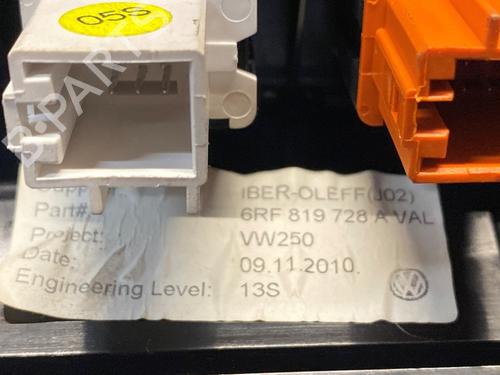 05S
B-PARTS
Supp IBER-OLEFF(J02)
Part#, 6RF 819 728 A VAL
Project: VW250
Date: 09.11.2010.
Engineering Level: 13S